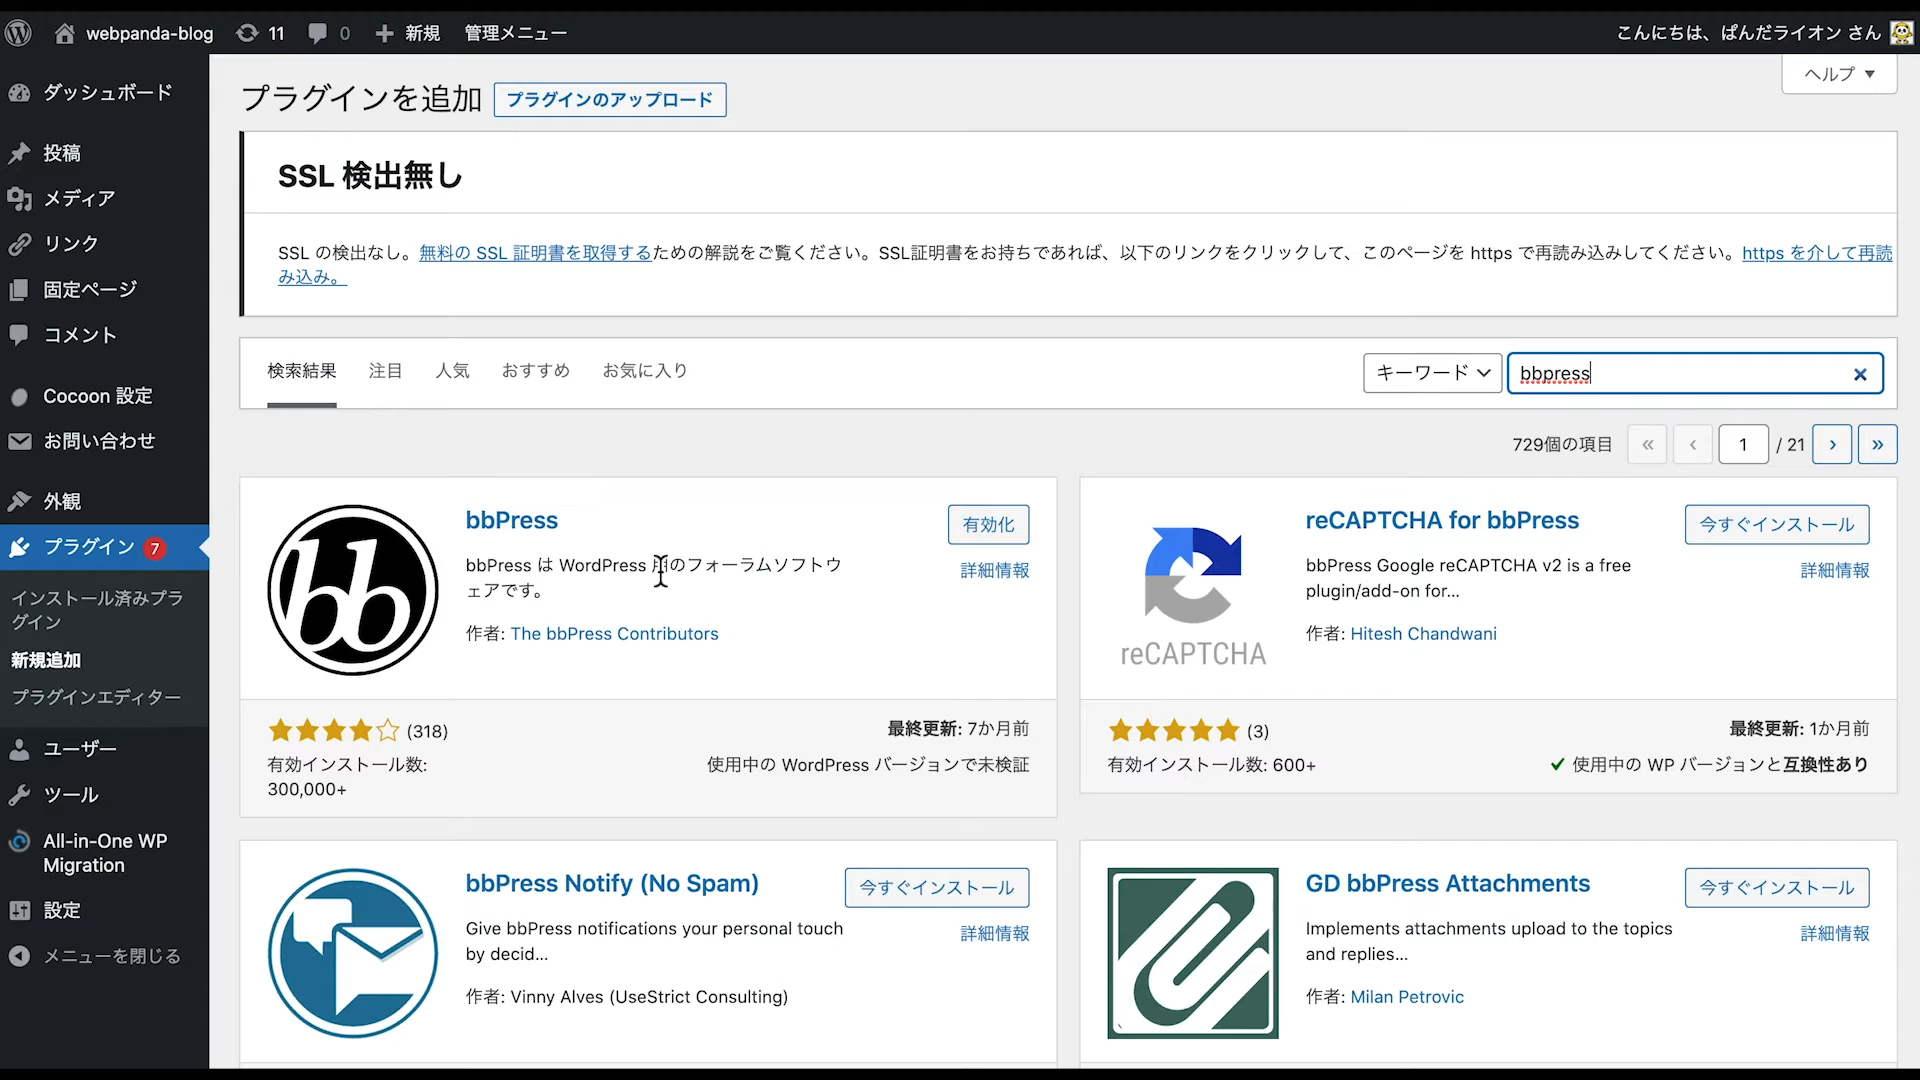 webpanda-blog 11 0 新規 管理メニュー こんにちは、ぱんだライオン さん
ダッシュボード
投稿
メディア
リンク
固定ページ
コメント
Cocoon 設定
お問い合わせ
外観
プラグイン 7
インストール済みプラ
グイン
新規追加
プラグインエディター
ユーザー
ツール
All-in-One WP
Migration
設定
メニューを閉じる
ヘルプ
プラグインを追加 プラグインのアップロード
SSL 検出無し
SSL の検出なし。無料の SSL 証明書を取得するための解説をご覧ください。SSL証明書をお持ちであれば、以下のリンクをクリックして、このページを https で再読み込みしてください。https を介して再読
み込み。
検索結果 注目 人気 おすすめ お気に入り キーワード bbpress
729個の項目 « ‹ 1 / 21 › »
bb
bbPress
有効化
bbPress は WordPress 用のフォーラムソフトウ
ェアです。
詳細情報
作者: The bbPress Contributors
(318)
最終更新: 7か月前
有効インストール数:
300,000+
使用中の WordPress バージョンで未検証
reCAPTCHA
reCAPTCHA for bbPress
今すぐインストール
bbPress Google reCAPTCHA v2 is a free
plugin/add-on for...
詳細情報
作者: Hitesh Chandwani
(3)
最終更新: 1か月前
有効インストール数: 600+
使用中の WP バージョンと互換性あり
bbPress Notify (No Spam)
今すぐインストール
Give bbPress notifications your personal touch
by decid...
詳細情報
作者: Vinny Alves (UseStrict Consulting)
GD bbPress Attachments
今すぐインストール
Implements attachments upload to the topics
and replies...
詳細情報
作者: Milan Petrovic